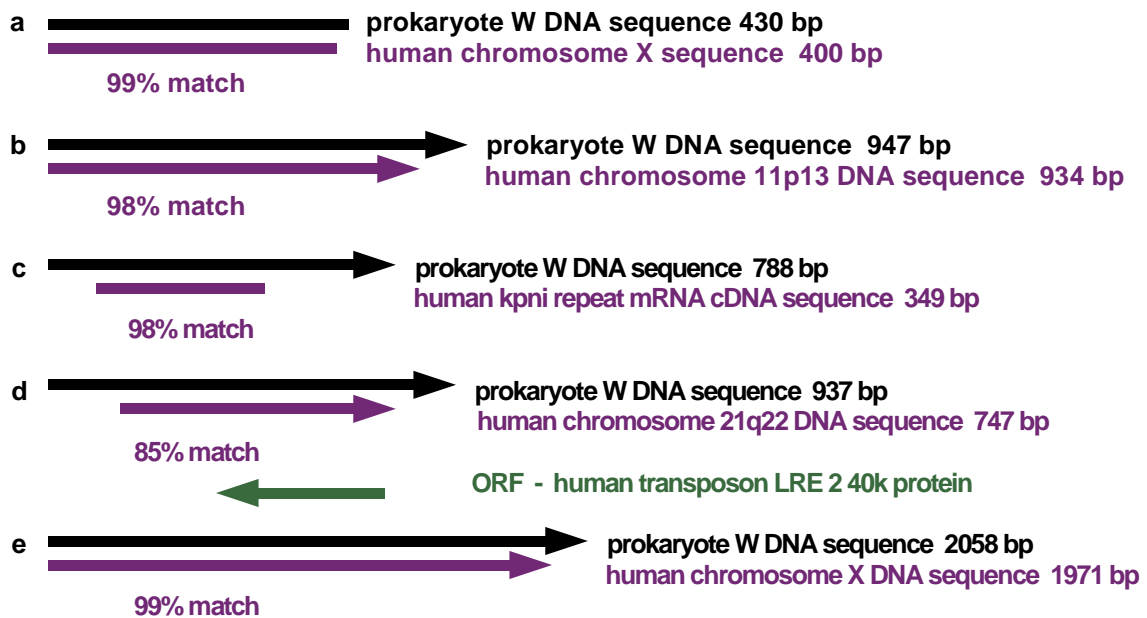 a prokaryote W DNA sequence 430 bp
human chromosome X sequence 400 bp
99% match
b prokaryote W DNA sequence 947 bp
human chromosome 11p13 DNA sequence 934 bp
98% match
c prokaryote W DNA sequence 788 bp
human kpni repeat mRNA cDNA sequence 349 bp
98% match
d prokaryote W DNA sequence 937 bp
human chromosome 21q22 DNA sequence 747 bp
85% match
ORF - human transposon LRE 2 40k protein
e prokaryote W DNA sequence 2058 bp
human chromosome X DNA sequence 1971 bp
99% match